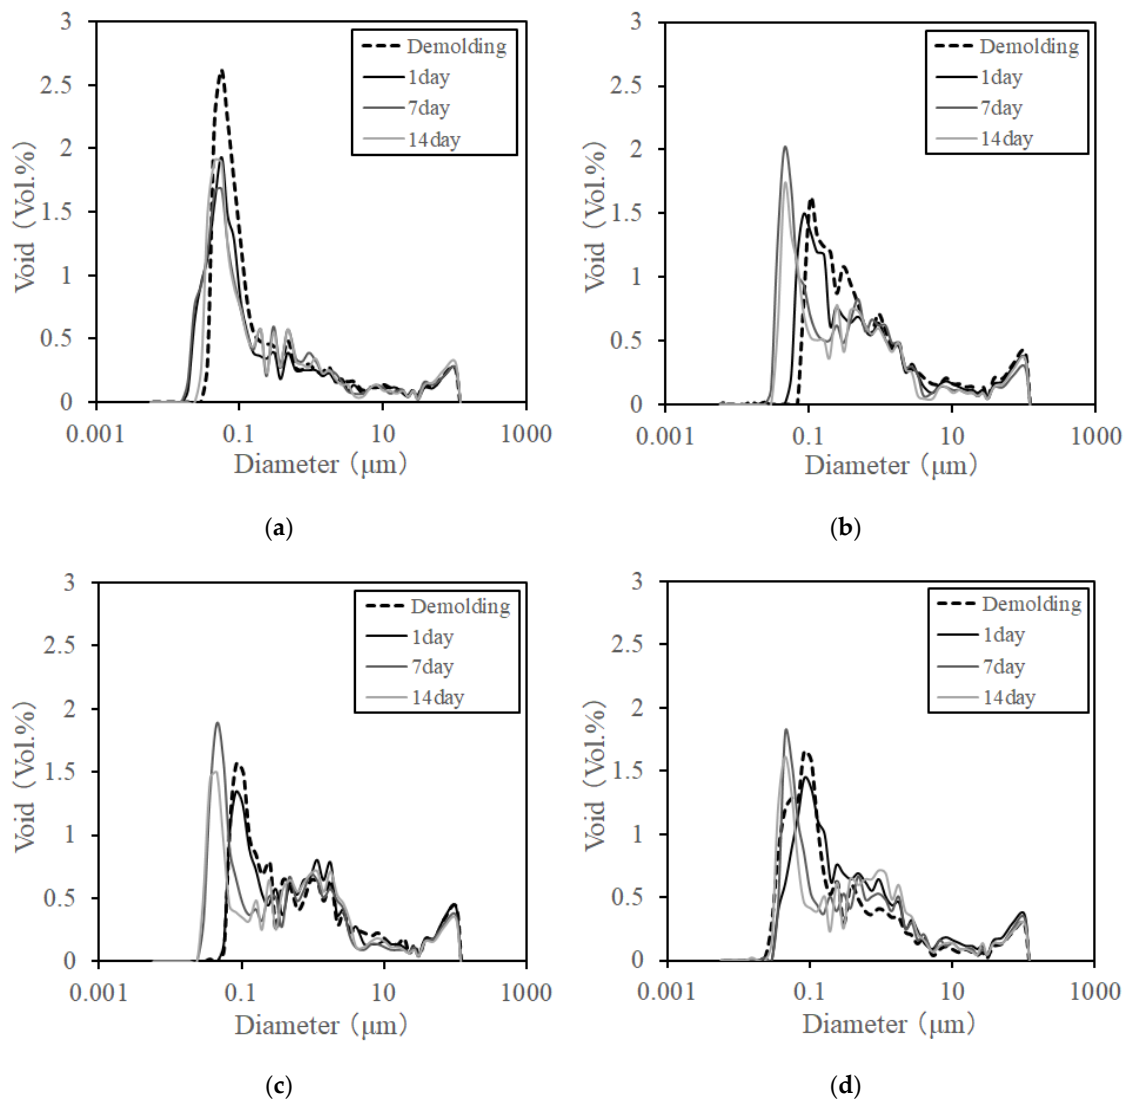 3
2.5
2
1.5
1
0.5
0
Void (Vol.%)
0.001
0.1
10
1000
Diameter (μm)
Demolding
1day
7day
14day
(a)
3
2.5
2
1.5
1
0.5
0
Void (Vol.%)
0.001
0.1
10
1000
Diameter (μm)
Demolding
1day
7day
14day
(b)
3
2.5
2
1.5
1
0.5
0
Void (Vol.%)
0.001
0.1
10
1000
Diameter (μm)
Demolding
1day
7day
14day
(c)
3
2.5
2
1.5
1
0.5
0
Void (Vol.%)
0.001
0.1
10
1000
Diameter (μm)
Demolding
1day
7day
14day
(d)